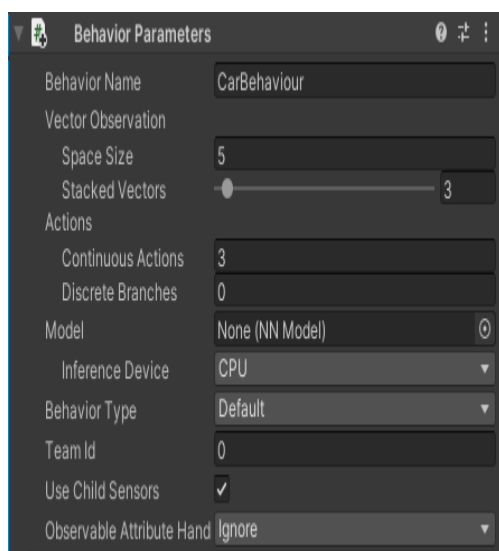 Behavior Parameters
Behavior Name CarBehaviour
Vector Observation
Space Size 5
Stacked Vectors 3
Actions
Continuous Actions 3
Discrete Branches 0
Model None (NN Model)
Inference Device CPU
Behavior Type Default
Team Id 0
Use Child Sensors
Observable Attribute Hand Ignore